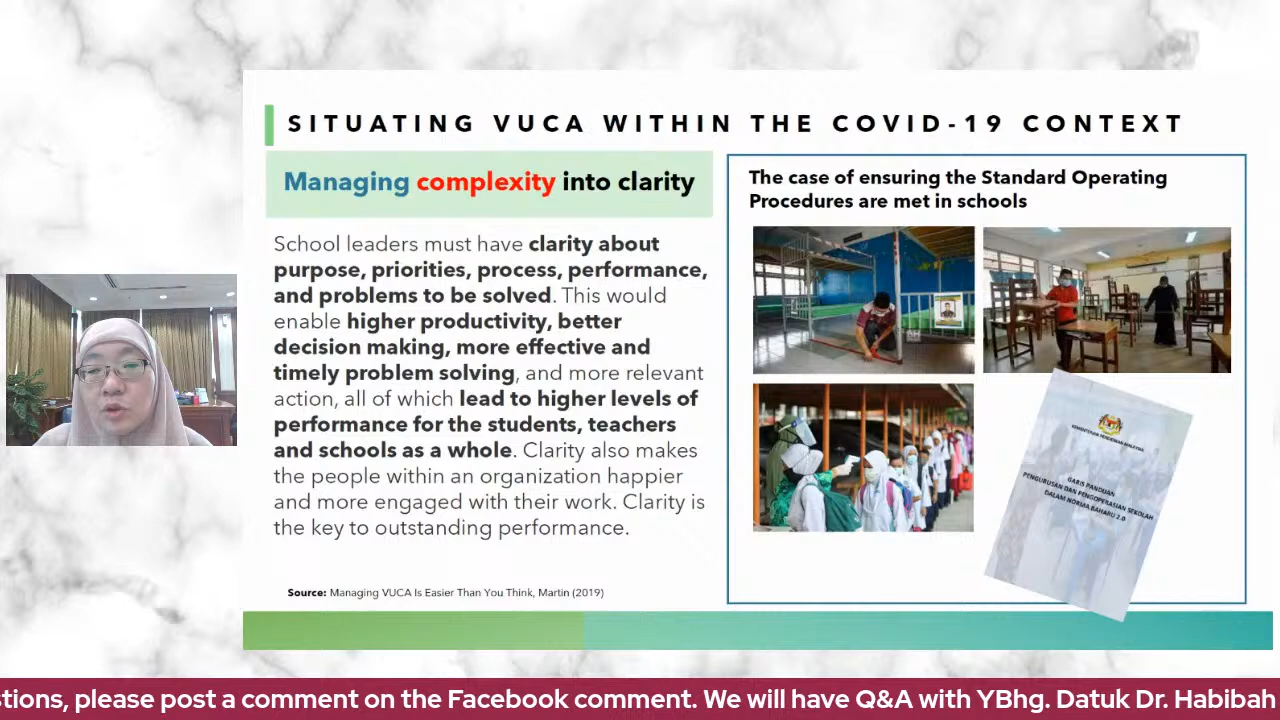 SITUATING VUCA WITHIN THE COVID-19 CONTEXT
Managing complexity into clarity
School leaders must have clarity about
purpose, priorities, process, performance,
and problems to be solved. This would
enable higher productivity, better
decision making, more effective and
timely problem solving, and more relevant
action, all of which lead to higher levels of
performance for the students, teachers
and schools as a whole. Clarity also makes
the people within an organization happier
and more engaged with their work. Clarity is
the key to outstanding performance.
Source: Managing VUCA Is Easier Than You Think, Martin (2019)
The case of ensuring the Standard Operating
Procedures are met in schools
KEMENTERIAN PENDIDIKAN MALAYSIA
GARIS PANDUAN
PENGURUSAN DAN PENGOPERASIAN SEKOLAH
DALAM NORMA BAHARU 2.0
stions, please post a comment on the Facebook comment. We will have Q&A with YBhg. Datuk Dr. Habibah